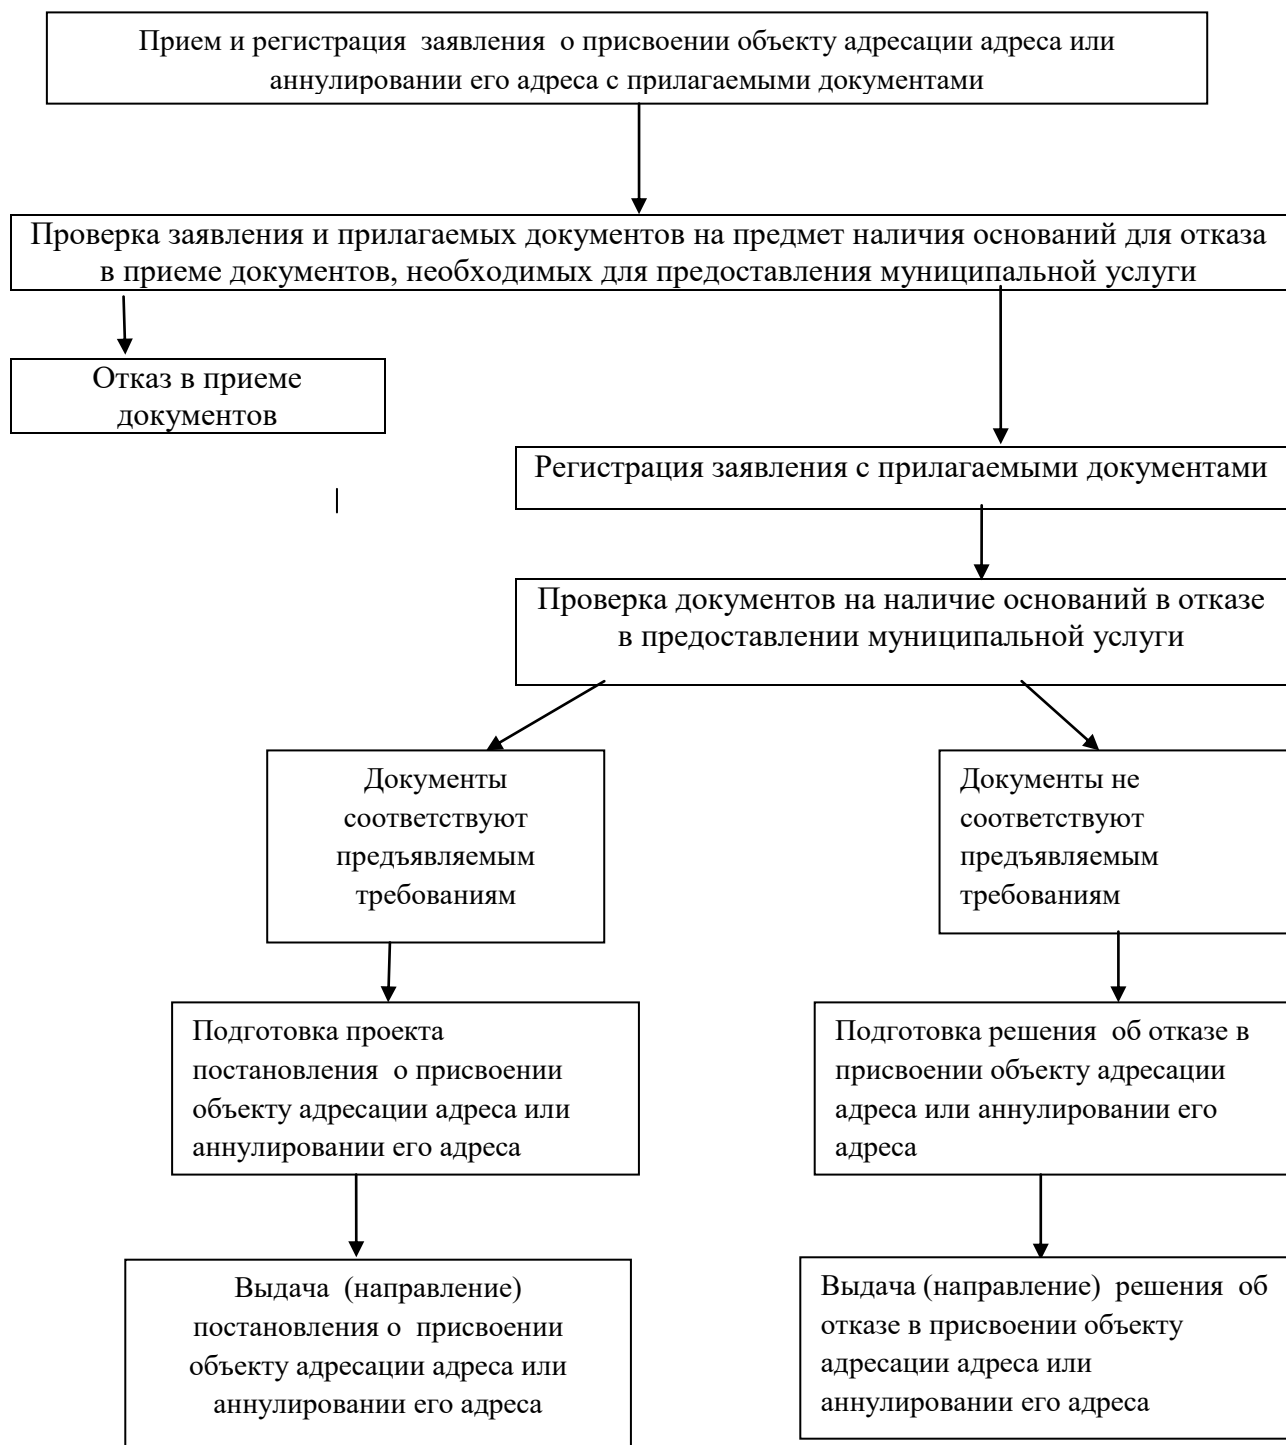 Прием и регистрация  заявления  о присвоении объекту адресации адреса или
аннулировании его адреса с прилагаемыми документами
Проверка заявления и прилагаемых документов на предмет наличия оснований для отказа
в приеме документов, необходимых для предоставления муниципальной услуги
Отказ в приеме
документов
Регистрация заявления с прилагаемыми документами
Проверка документов на наличие оснований в отказе
в предоставлении муниципальной услуги
Документы
соответствуют
предъявляемым
требованиям
Документы не
соответствуют
предъявляемым
требованиям
Подготовка проекта
постановления  о присвоении
объекту адресации адреса или
аннулировании его адреса
Подготовка решения  об отказе в
присвоении объекту адресации
адреса или аннулировании его
адреса
Выдача  (направление)
постановления о  присвоении
объекту адресации адреса или
аннулировании его адреса
Выдача (направление)  решения  об
отказе в присвоении объекту
адресации адреса или
аннулировании его адреса